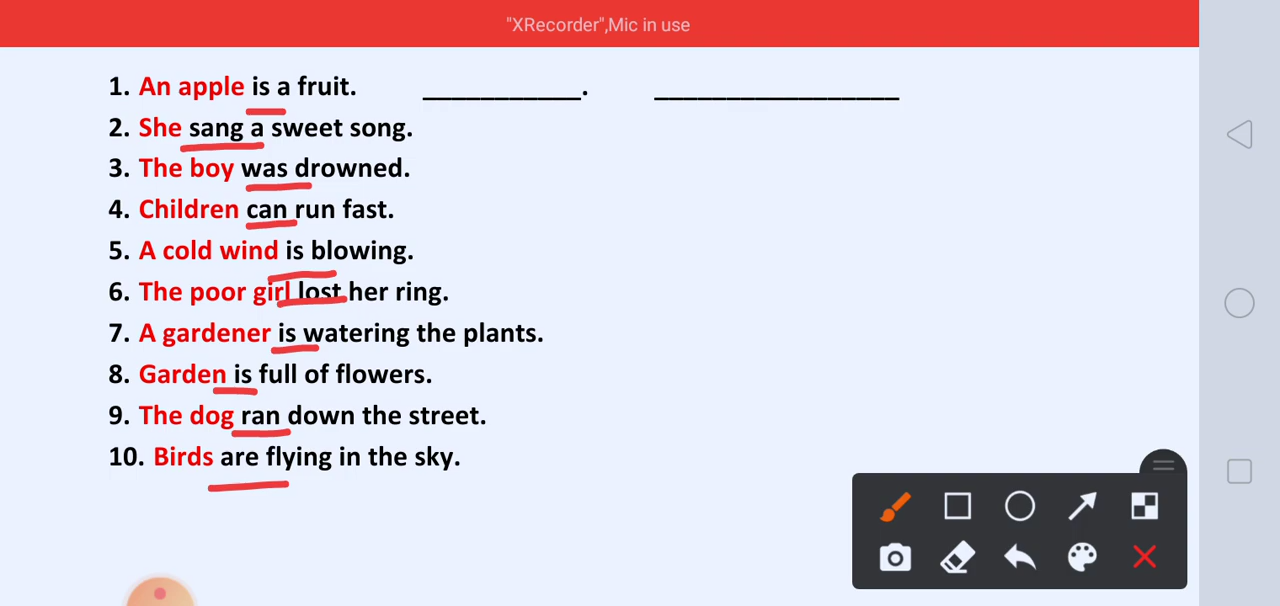 "XRecorder",Mic in use
1. An apple is a fruit. ___________. ________________
2. She sang a sweet song.
3. The boy was drowned.
4. Children can run fast.
5. A cold wind is blowing.
6. The poor girl lost her ring.
7. A gardener is watering the plants.
8. Garden is full of flowers.
9. The dog ran down the street.
10. Birds are flying in the sky.